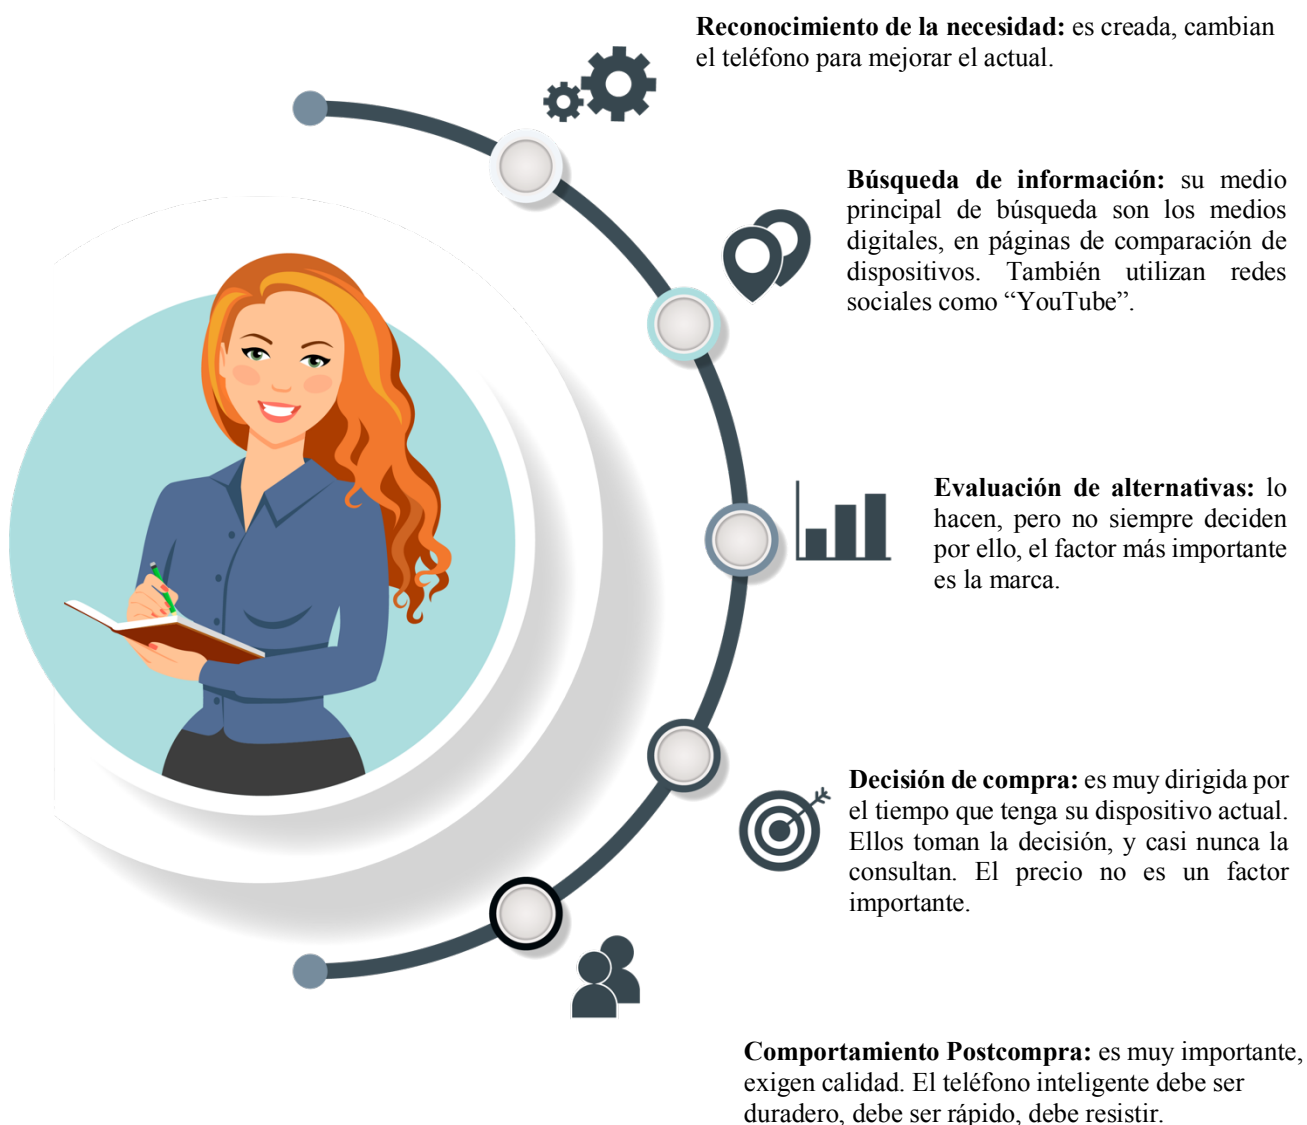 Reconocimiento de la necesidad: es creada, cambian
el teléfono para mejorar el actual.
Búsqueda de información: su medio
principal de búsqueda son los medios
digitales, en páginas de comparación de
dispositivos. También utilizan redes
sociales como “YouTube”.
Evaluación de alternativas: lo
hacen, pero no siempre deciden
por ello, el factor más importante
es la marca.
Decisión de compra: es muy dirigida por
el tiempo que tenga su dispositivo actual.
Ellos toman la decisión, y casi nunca la
consultan. El precio no es un factor
importante.
Comportamiento Postcompra: es muy importante,
exigen calidad. El teléfono inteligente debe ser
duradero, debe ser rápido, debe resistir.